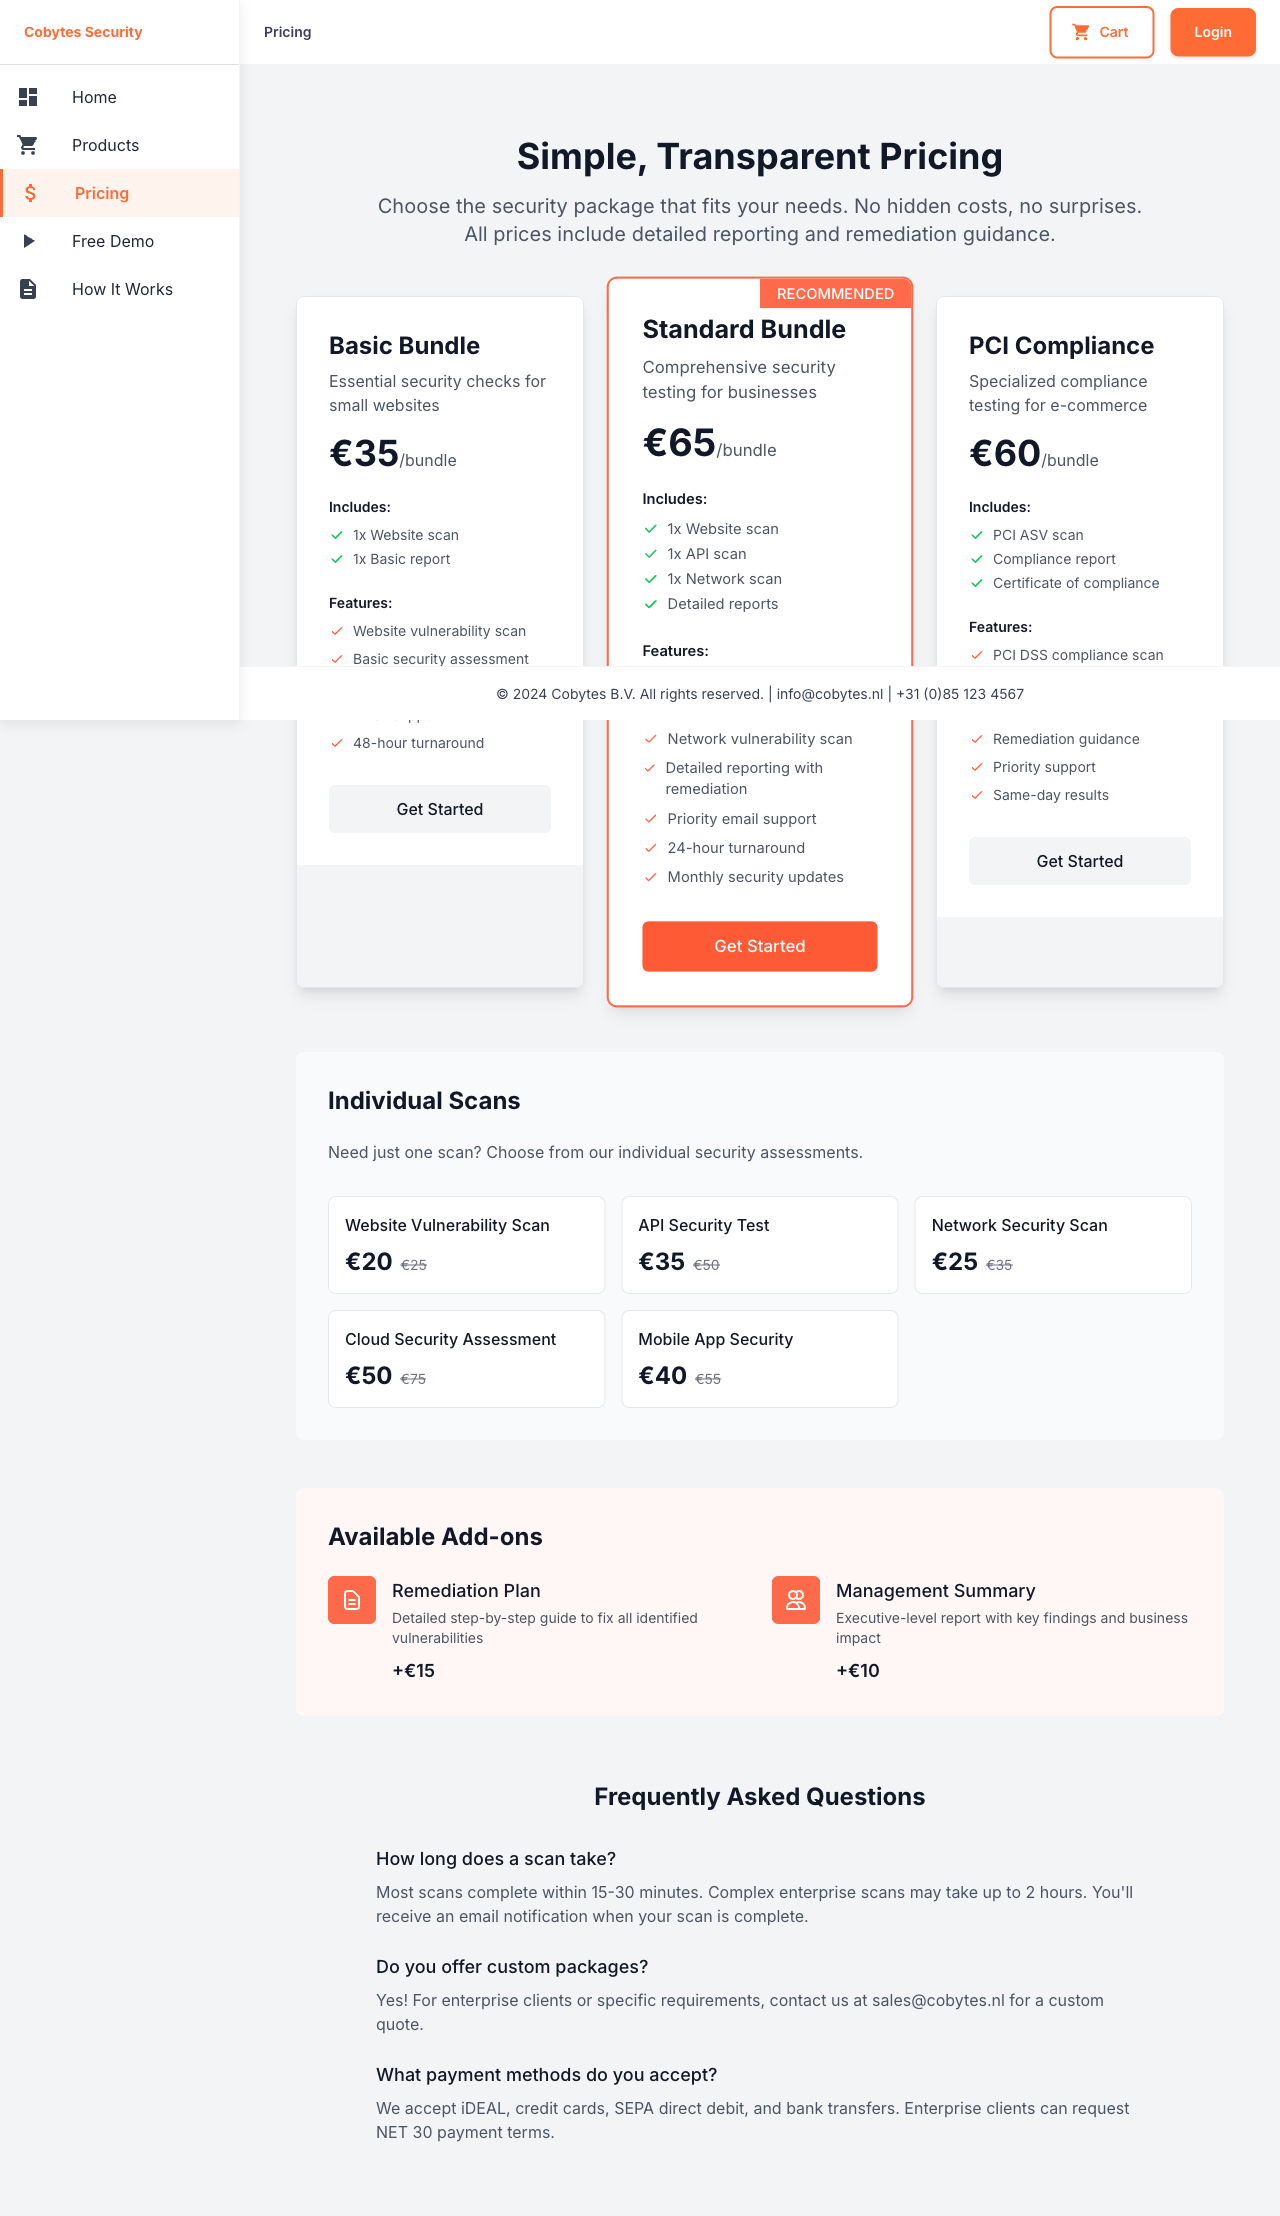 Cobytes Security
Home
Products
Pricing
Free Demo
How It Works
Pricing
Cart
Login
Simple, Transparent Pricing
Choose the security package that fits your needs. No hidden costs, no surprises.
All prices include detailed reporting and remediation guidance.
Basic Bundle
Essential security checks for
small websites
€35/bundle
Includes:
1x Website scan
1x Basic report
Features:
Website vulnerability scan
Basic security assessment
48-hour turnaround
Get Started
RECOMMENDED
Standard Bundle
Comprehensive security
testing for businesses
€65/bundle
Includes:
1x Website scan
1x API scan
1x Network scan
Detailed reports
Features:
Network vulnerability scan
Detailed reporting with
remediation
Priority email support
24-hour turnaround
Monthly security updates
Get Started
PCI Compliance
Specialized compliance
testing for e-commerce
€60/bundle
Includes:
PCI ASV scan
Compliance report
Certificate of compliance
Features:
PCI DSS compliance scan
Remediation guidance
Priority support
Same-day results
Get Started
© 2024 Cobytes B.V. All rights reserved. | info@cobytes.nl | +31 (0)85 123 4567
Individual Scans
Need just one scan? Choose from our individual security assessments.
Website Vulnerability Scan
€20 €25
API Security Test
€35 €50
Network Security Scan
€25 €35
Cloud Security Assessment
€50 €75
Mobile App Security
€40 €55
Available Add-ons
Remediation Plan
Detailed step-by-step guide to fix all identified
vulnerabilities
+€15
Management Summary
Executive-level report with key findings and business
impact
+€10
Frequently Asked Questions
How long does a scan take?
Most scans complete within 15-30 minutes. Complex enterprise scans may take up to 2 hours. You'll
receive an email notification when your scan is complete.
Do you offer custom packages?
Yes! For enterprise clients or specific requirements, contact us at sales@cobytes.nl for a custom
quote.
What payment methods do you accept?
We accept iDEAL, credit cards, SEPA direct debit, and bank transfers. Enterprise clients can request
NET 30 payment terms.